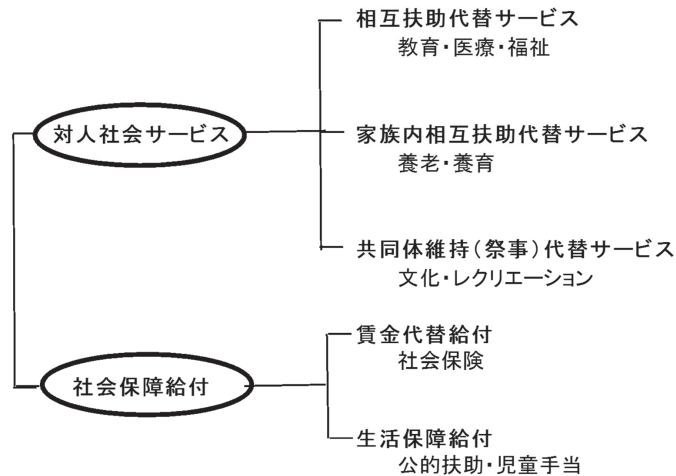 相互扶助代替サービス
教育・医療・福祉
対人社会サービス
家族内相互扶助代替サービス
養老・養育
共同体維持(祭事)代替サービス
文化・レクリエーション
賃金代替給付
社会保険
社会保障給付
生活保障給付
公的扶助・児童手当